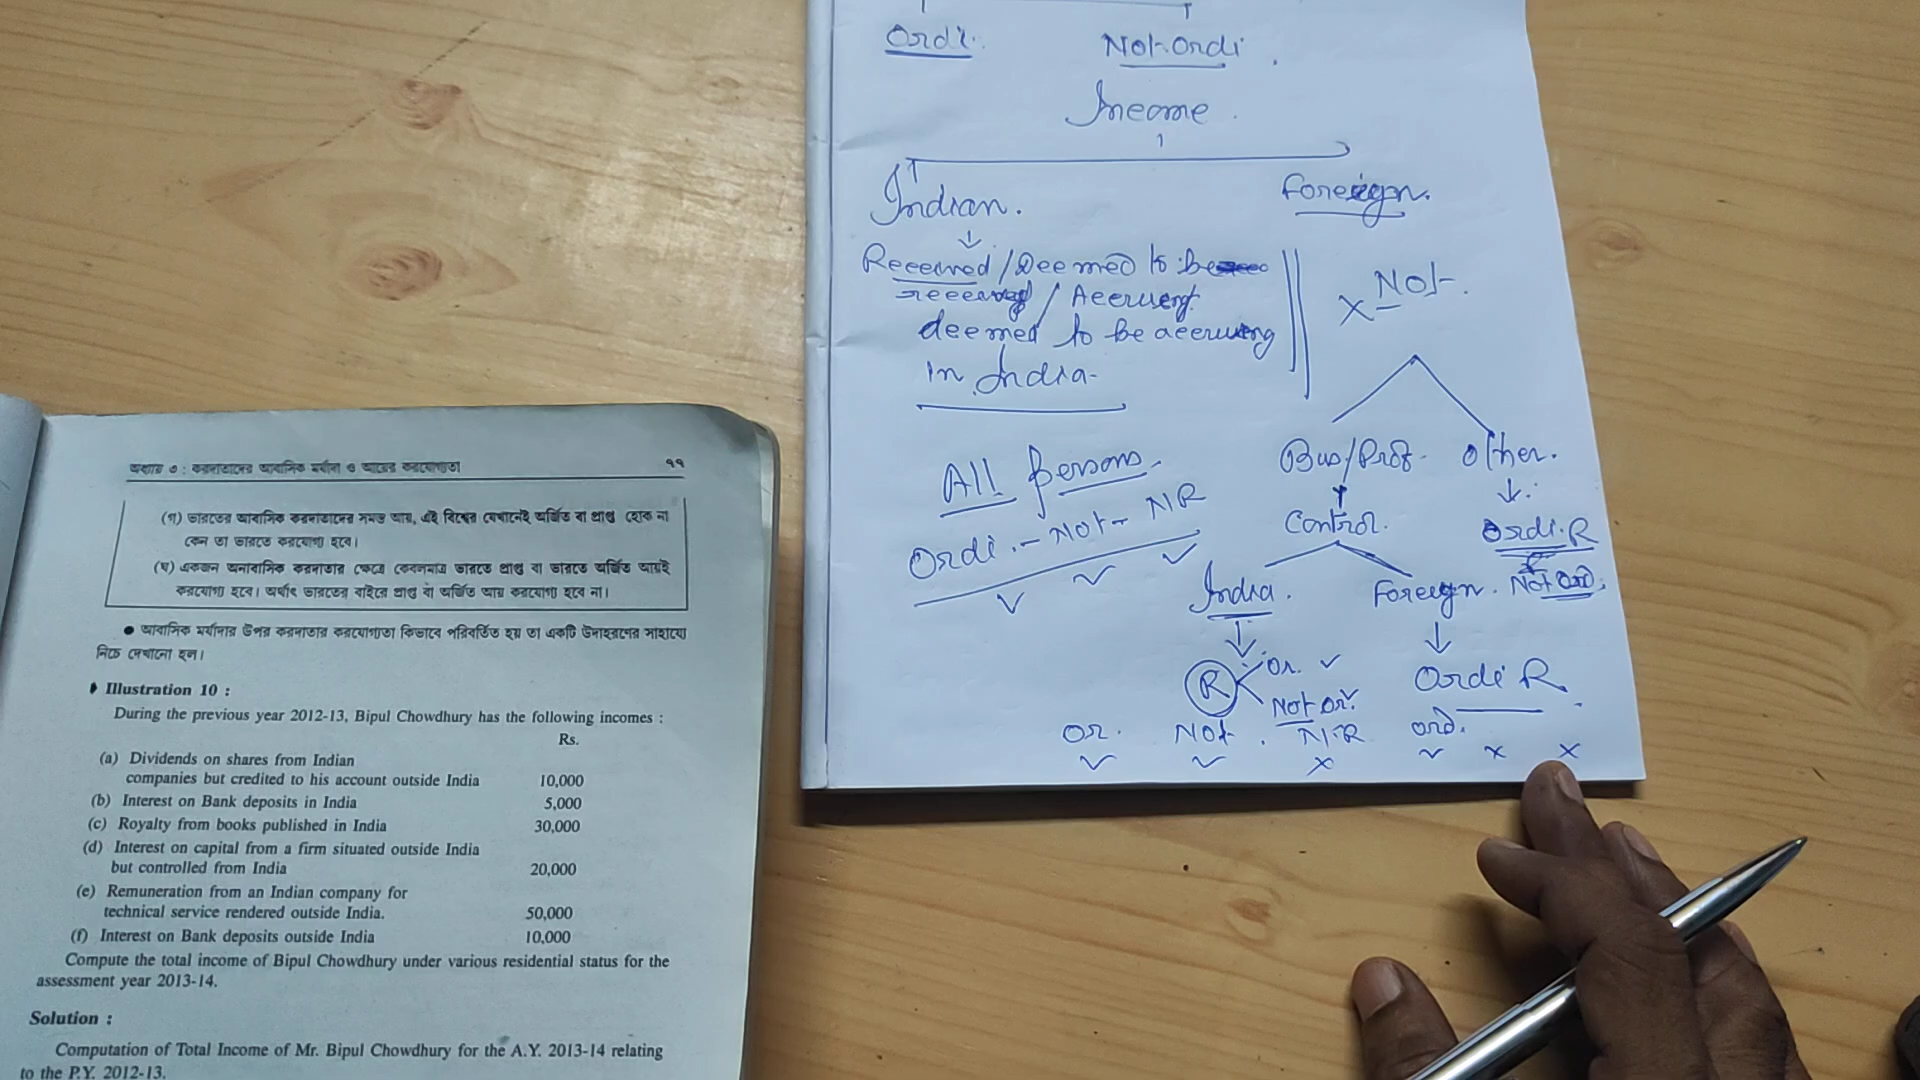 Ordi.
Not-Ordi
Income
Indian.
Foreign.
Received / Deemed to be
received / Accruing
deemed to be accruing
in India-
x Not-
All persons.
Ordi. - Not - NR
Bus/Prof.
Other.
Control.
Ordi. R
Not Ord.
India.
Foreign.
R
Or.
Not or.
Ordi R
or.
Not.
N.R
ord.
x
x
x
অধ্যায় ৩ : করদাতাদের আবাসিক মর্যাদা ও আয়ের করযোগ্যতা
৭৭
(গ) ভারতের আবাসিক করদাতাদের সমস্ত আয়, এই বিশ্বের যেখানেই অর্জিত বা প্রাপ্ত হোক না
কেন তা ভারতে করযোগ্য হবে।
(ঘ) একজন অনাবাসিক করদাতার ক্ষেত্রে কেবলমাত্র ভারতে প্রাপ্ত বা ভারতে অর্জিত আয়ই
করযোগ্য হবে। অর্থাৎ ভারতের বাইরে প্রাপ্ত বা অর্জিত আয় করযোগ্য হবে না।
● আবাসিক মর্যাদার উপর করদাতার করযোগ্যতা কিভাবে পরিবর্তিত হয় তা একটি উদাহরণের সাহায্যে
নিচে দেখানো হল।
Illustration 10 :
During the previous year 2012-13, Bipul Chowdhury has the following incomes :
Rs.
(a) Dividends on shares from Indian
companies but credited to his account outside India 10,000
(b) Interest on Bank deposits in India 5,000
(c) Royalty from books published in India 30,000
(d) Interest on capital from a firm situated outside India
but controlled from India 20,000
(e) Remuneration from an Indian company for
technical service rendered outside India. 50,000
(f) Interest on Bank deposits outside India 10,000
Compute the total income of Bipul Chowdhury under various residential status for the
assessment year 2013-14.
Solution :
Computation of Total Income of Mr. Bipul Chowdhury for the A.Y. 2013-14 relating
to the P.Y. 2012-13.